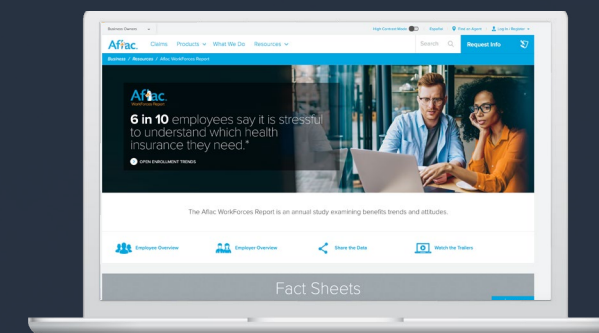 Business Owners
High Contrast Mode Español Find an Agent Log In / Register
Aflac. Claims Products What We Do Resources Search Request Info
Business / Resources / Aflac WorkForces Report
Aflac.
WorkForces Report
6 in 10 employees say it is stressful
to understand which health
insurance they need.*
OPEN ENROLLMENT TRENDS
The Aflac WorkForces Report is an annual study examining benefits trends and attitudes.
Employee Overview Employer Overview Share the Data Watch the Trailers
Fact Sheets